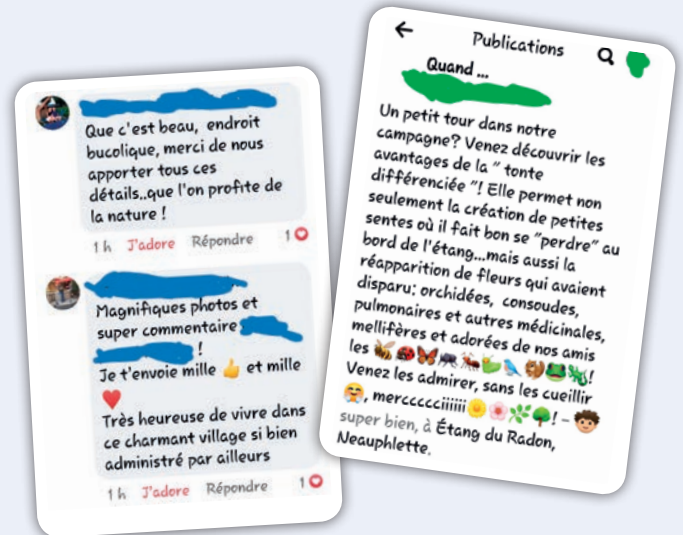 Que c'est beau, endroit
bucolique, merci de nous
apporter tous ces
détails..que l'on profite de
la nature !
1 h J'adore Répondre 1
Magnifiques photos et
super commentaire
!
Je t'envoie mille 👍 et mille
❤️
Très heureuse de vivre dans
ce charmant village si bien
administré par ailleurs
1 h J'adore Répondre 1
Publications
Quand ...
Un petit tour dans notre
campagne? Venez découvrir les
avantages de la " tonte
différenciée "! Elle permet non
seulement la création de petites
sentes où il fait bon se "perdre" au
bord de l'étang...mais aussi la
réapparition de fleurs qui avaient
disparu: orchidées, consoudes,
pulmonaires et autres médicinales,
mellifères et adorées de nos amis
les 🐝🐞🦋🪰🐜🐛🐦🐿️🐸🦎!
Venez les admirer, sans les cueillir
🤗, merccccciiiiii 🌼🌸🌿🌳! - 🧑
super bien, à Étang du Radon,
Neauphlette.